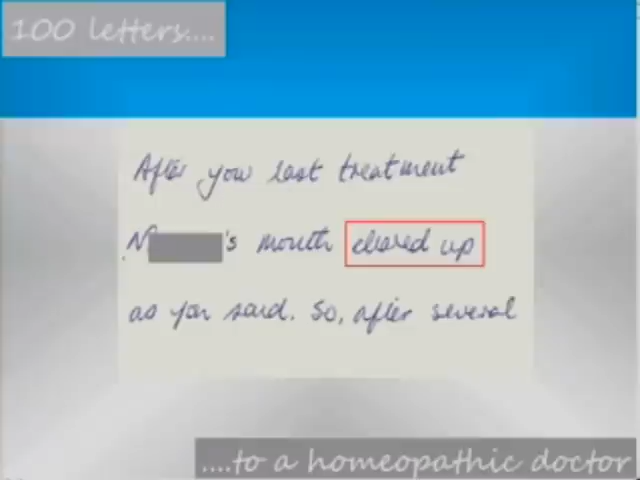 100 letters....
After you last treatment
N 's mouth cleared up
as you said. So, after several
....to a homeopathic doctor